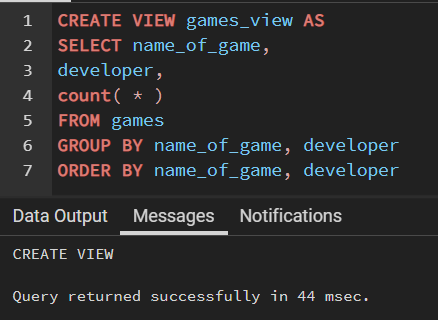 1 CREATE VIEW games_view AS
2 SELECT name_of_game,
3 developer,
4 count( * )
5 FROM games
6 GROUP BY name_of_game, developer
7 ORDER BY name_of_game, developer
Data Output Messages Notifications
CREATE VIEW
Query returned successfully in 44 msec.